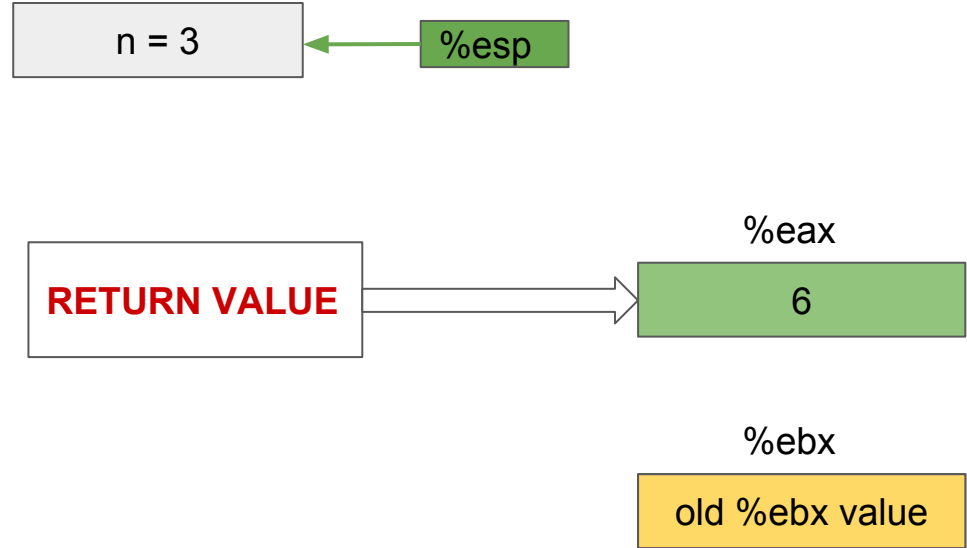 n = 3
%esp
%eax
RETURN VALUE
6
%ebx
old %ebx value